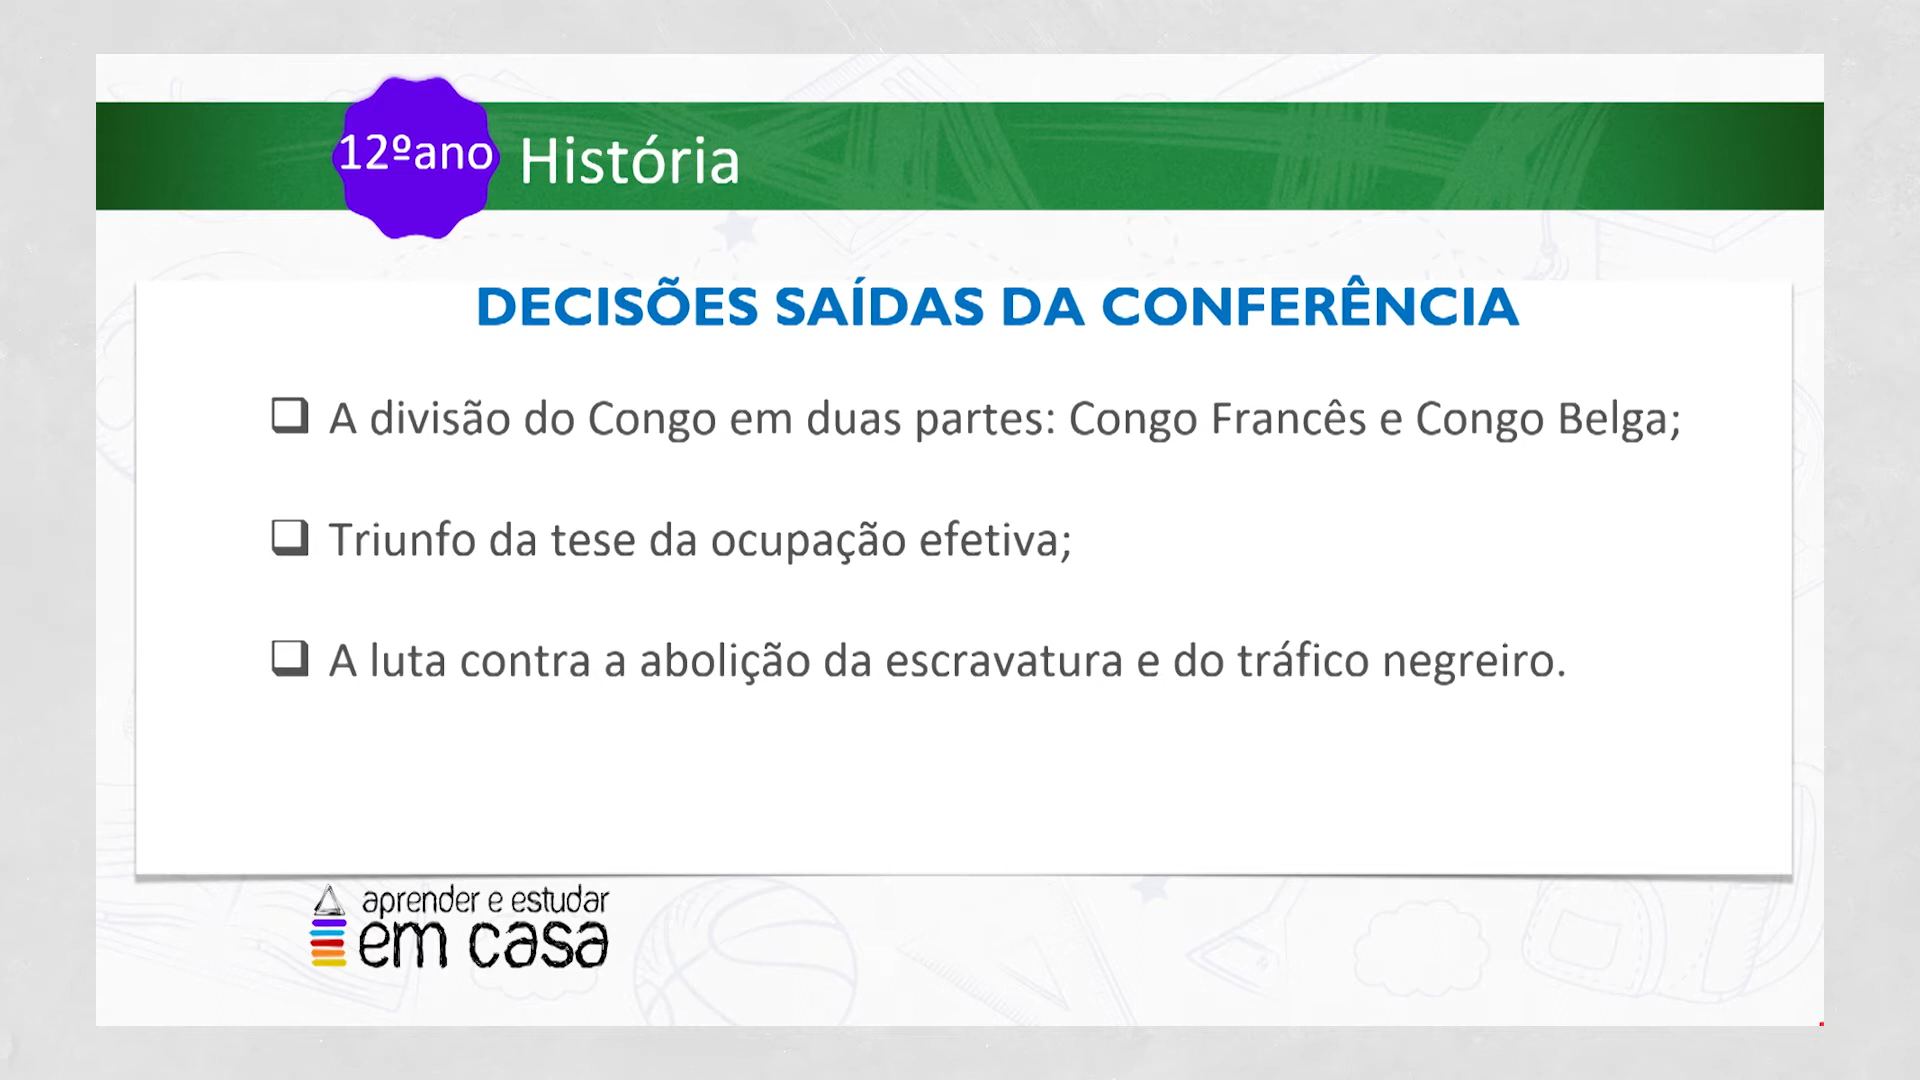 12ºano História
DECISÕES SAÍDAS DA CONFERÊNCIA
❑ A divisão do Congo em duas partes: Congo Francês e Congo Belga;
❑ Triunfo da tese da ocupação efetiva;
❑ A luta contra a abolição da escravatura e do tráfico negreiro.
aprender e estudar
em casa